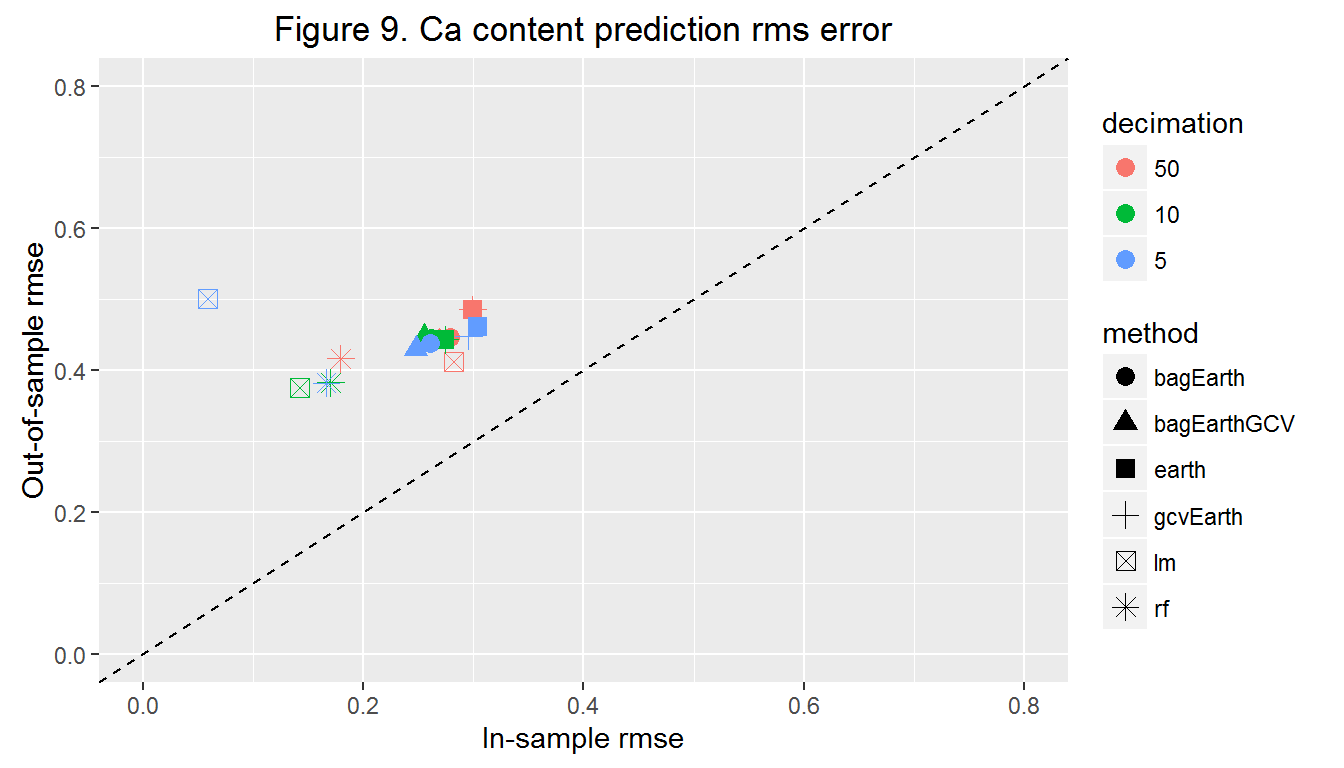 Figure 9. Ca content prediction rms error
Out-of-sample rmse
0.8
0.6
0.4
0.2
0.0
0.0 0.2 0.4 0.6 0.8
In-sample rmse
decimation
50
10
5
method
bagEarth
bagEarthGCV
earth
gcvEarth
lm
rf